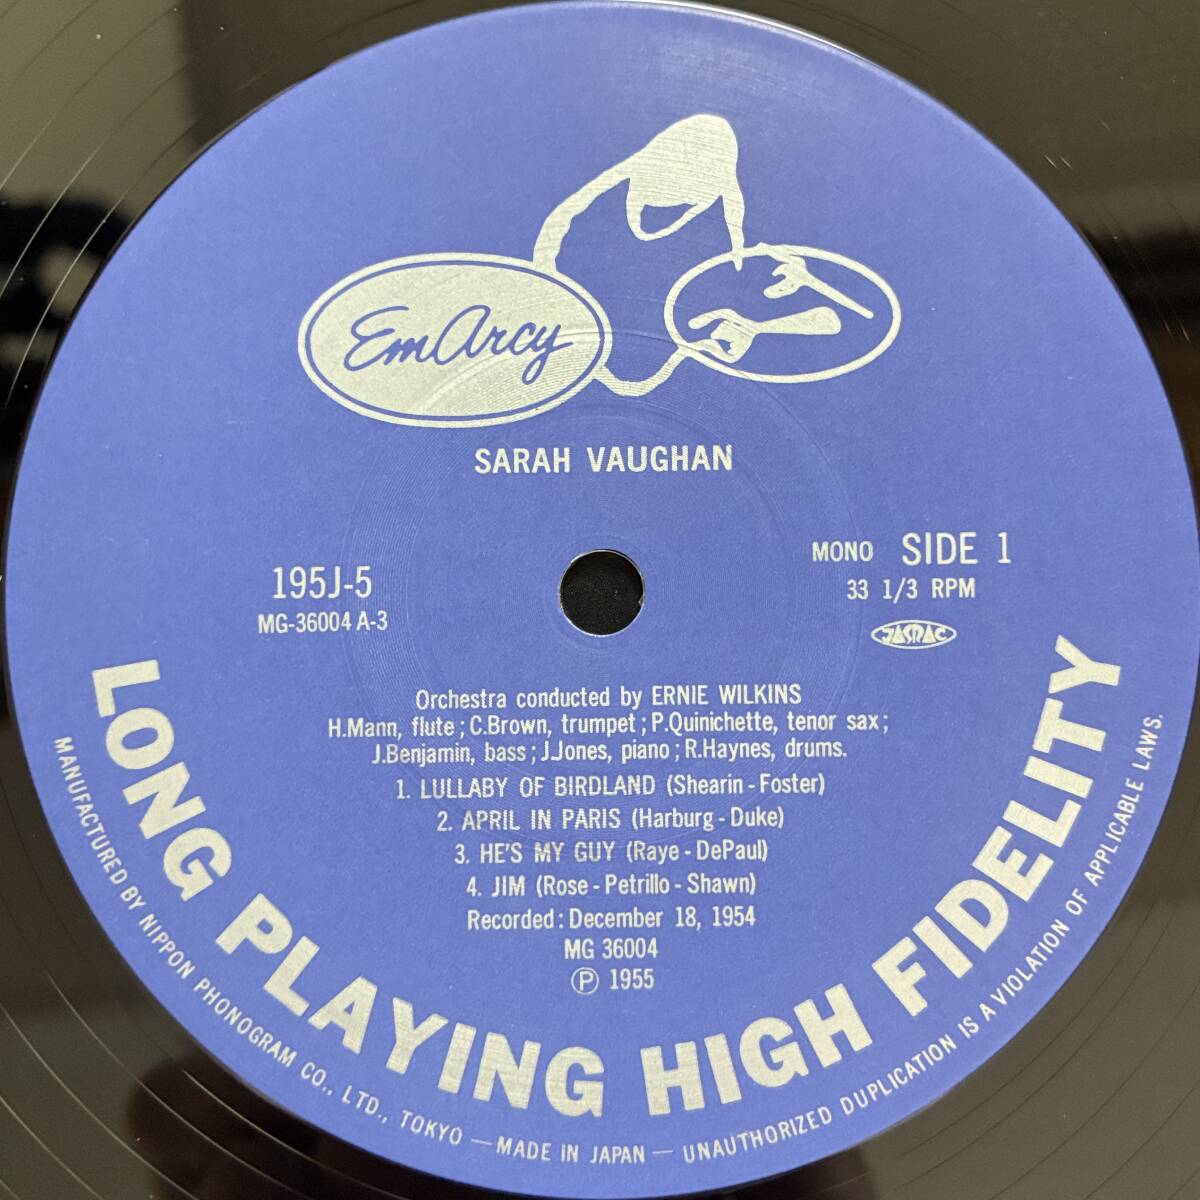 EmArcy
SARAH VAUGHAN
195J-5
MG-36004 A-3
MONO SIDE 1
33 1/3 RPM
JASRAC
Orchestra conducted by ERNIE WILKINS
H.Mann, flute ; C.Brown, trumpet ; P.Quinichette, tenor sax ;
J.Benjamin, bass ; J.Jones, piano ; R.Haynes, drums.
1. LULLABY OF BIRDLAND (Shearin - Foster)
2. APRIL IN PARIS (Harburg - Duke)
3. HE'S MY GUY (Raye - DePaul)
4. JIM (Rose - Petrillo - Shawn)
Recorded : December 18, 1954
MG 36004
Ⓟ 1955
LONG PLAYING HIGH FIDELITY
MANUFACTURED BY NIPPON PHONOGRAM CO., LTD., TOKYO — MADE IN JAPAN — UNAUTHORIZED DUPLICATION IS A VIOLATION OF APPLICABLE LAWS.